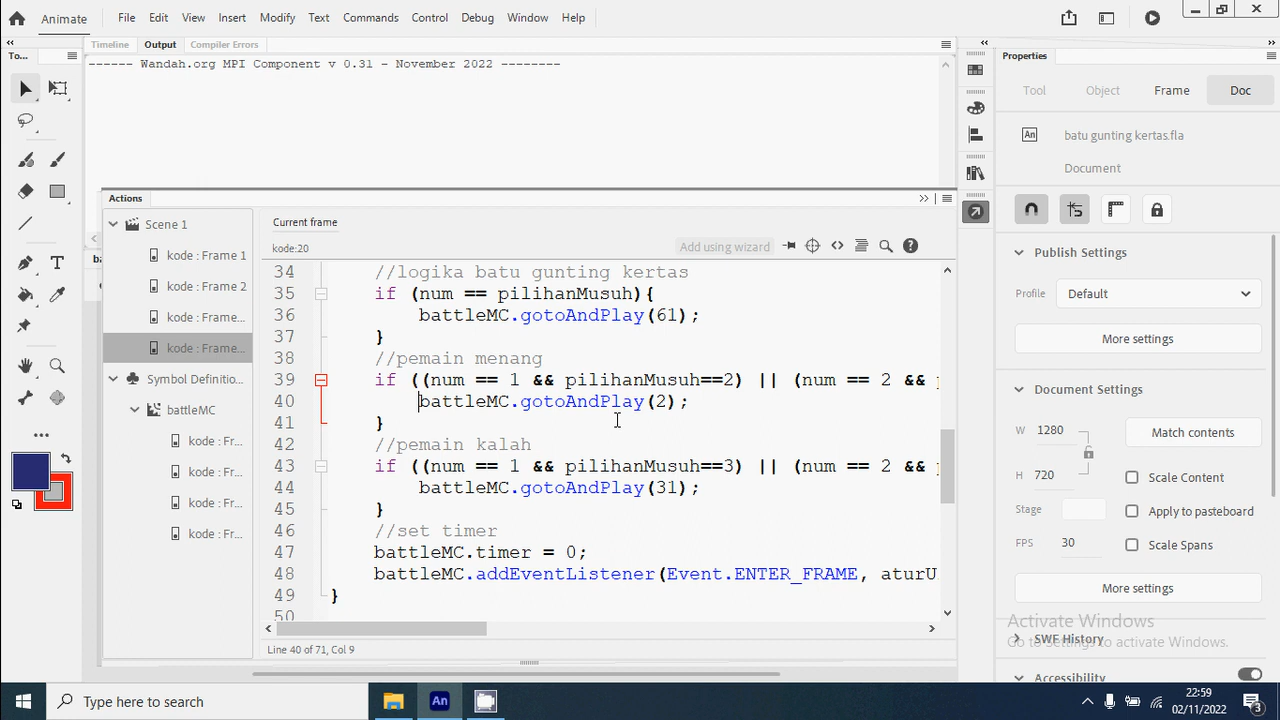 Animate
File Edit View Insert Modify Text Commands Control Debug Window Help
To...
Timeline Output Compiler Errors
------ Wandah.org MPI Component v 0.31 - November 2022 --------
Actions
Scene 1
kode : Frame 1
kode : Frame 2
kode : Frame...
kode : Frame...
Symbol Definitio...
battleMC
kode : Fr...
kode : Fr...
kode : Fr...
kode : Fr...
Current frame
kode:20
Add using wizard
34 //logika batu gunting kertas
35 if (num == pilihanMusuh){
36 battleMC.gotoAndPlay(61);
37 }
38 //pemain menang
39 if ((num == 1 && pilihanMusuh==2) || (num == 2 &&
40 battleMC.gotoAndPlay(2);
41 }
42 //pemain kalah
43 if ((num == 1 && pilihanMusuh==3) || (num == 2 &&
44 battleMC.gotoAndPlay(31);
45 }
46 //set timer
47 battleMC.timer = 0;
48 battleMC.addEventListener(Event.ENTER_FRAME, aturU
49 }
50
Line 40 of 71, Col 9
Properties
Tool Object Frame Doc
An batu gunting kertas.fla
Document
Publish Settings
Profile Default
More settings
Document Settings
W 1280 Match contents
H 720 Scale Content
Stage Apply to pasteboard
FPS 30 Scale Spans
More settings
Activate Windows
Go to Settings to activate Windows.
SWF History
Accessibility
Type here to search
An
22:59
02/11/2022
3